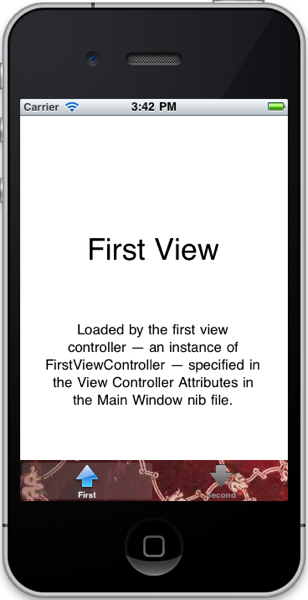 Carrier 3:42 PM
First View
Loaded by the first view
controller — an instance of
FirstViewController — specified in
the View Controller Attributes in
the Main Window nib file.
First Second